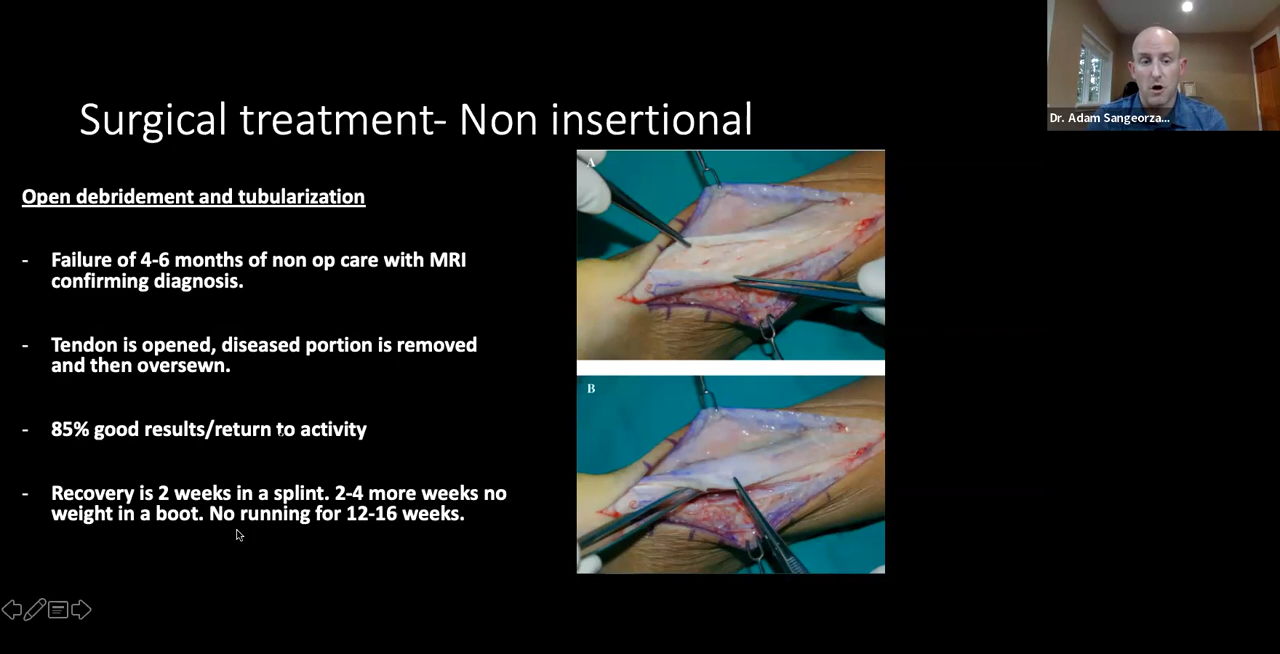 Surgical treatment- Non insertional
Dr. Adam Sangeorza...
Open debridement and tubularization
- Failure of 4-6 months of non op care with MRI
confirming diagnosis.
- Tendon is opened, diseased portion is removed
and then oversewn.
- 85% good results/return to activity
- Recovery is 2 weeks in a splint. 2-4 more weeks no
weight in a boot. No running for 12-16 weeks.
A
B